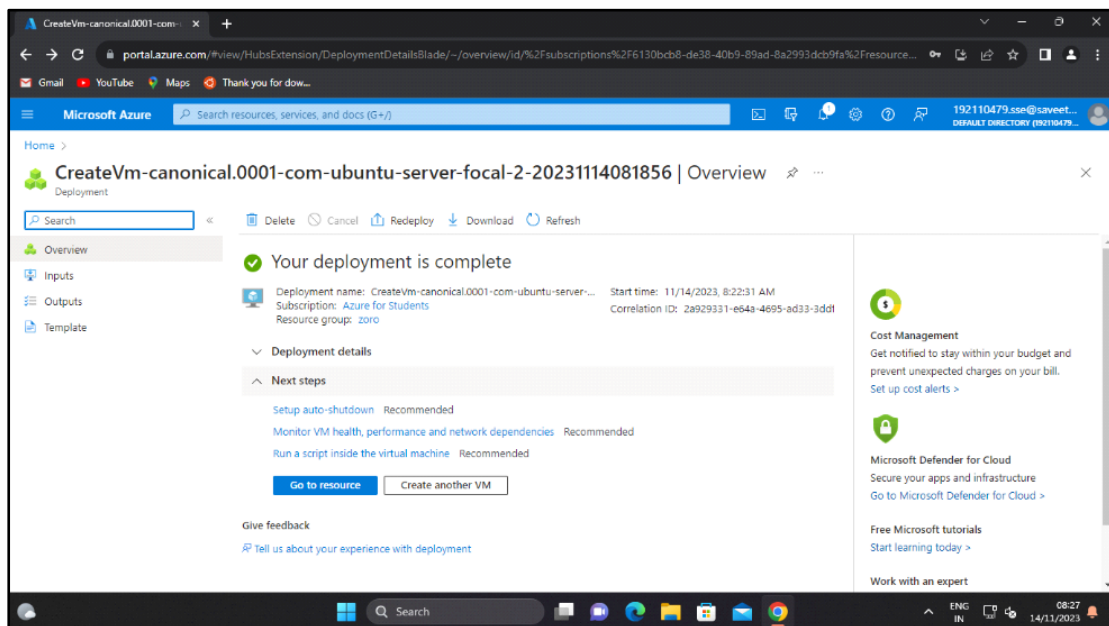 CreateVm-canonical.0001-com-
portal.azure.com/#view/HubsExtension/DeploymentDetailsBlade/~/overview/id/%2Fsubscriptions%2F6130bcb8-de38-40b9-89ad-8a2993dcb9fa%2Fresource...
Gmail YouTube Maps Thank you for dow...
Microsoft Azure Search resources, services, and docs (G+/) 1 192110479.sse@saveet...
DEFAULT DIRECTORY (192110479...
Home >
CreateVm-canonical.0001-com-ubuntu-server-focal-2-20231114081856 | Overview
Deployment
Search
Delete Cancel Redeploy Download Refresh
Overview
Inputs
Outputs
Template
Your deployment is complete
Deployment name: CreateVm-canonical.0001-com-ubuntu-server-...
Subscription: Azure for Students
Resource group: zoro
Start time: 11/14/2023, 8:22:31 AM
Correlation ID: 2a929331-e64a-4695-ad33-3ddf
Deployment details
Next steps
Setup auto-shutdown Recommended
Monitor VM health, performance and network dependencies Recommended
Run a script inside the virtual machine Recommended
Go to resource Create another VM
Give feedback
Tell us about your experience with deployment
Cost Management
Get notified to stay within your budget and
prevent unexpected charges on your bill.
Set up cost alerts >
Microsoft Defender for Cloud
Secure your apps and infrastructure
Go to Microsoft Defender for Cloud >
Free Microsoft tutorials
Start learning today >
Work with an expert
Search
ENG
IN
08:27
14/11/2023